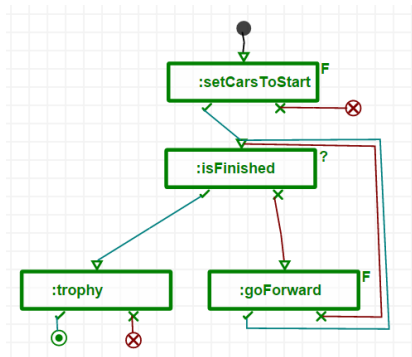 :setCarsToStart
F
:isFinished
?
:trophy
:goForward
F